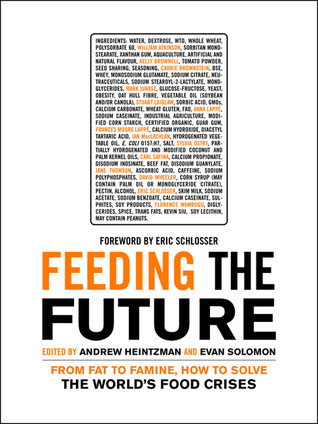 INGREDIENTS: WATER, DEXTROSE, WTO, WHOLE WHEAT,
POLYSORBATE 60, WILLIAM ATKINSON, SORBITAN MONO-
STEARATE, XANTHAN GUM, AQUACULTURE, ARTIFICIAL AND
NATURAL FLAVOUR, KELLY BROWNELL, TOMATO POWDER,
SEED SHARING, SEASONING, CARRIE BROWNSTEIN, BSE,
WHEY, MONOSODIUM GLUTAMATE, SODIUM CITRATE, NEU-
TRACEUTICALS, SODIUM STEAROYL-2-LACTYLATE, MONO-
GLYCERIDES, MARK JUHASZ, GLUCOSE-FRUCTOSE, YEAST,
OBESITY, OAT HULL FIBRE, VEGETABLE OIL (SOYBEAN
AND/OR CANOLA), STUART LAIDLAW, SORBIC ACID, GMOs,
CALCIUM CARBONATE, WHEAT GLUTEN, FAO, ANNA LAPPÉ,
SODIUM CASEINATE, INDUSTRIAL AGRICULTURE, MODI-
FIED CORN STARCH, CERTIFIED ORGANIC, GUAR GUM,
FRANCES MOORE LAPPÉ, CALCIUM HYDROXIDE, DIACETYL
TARTARIC ACID, IAN MacLACHLAN, HYDROGENATED VEGE-
TABLE OIL, E. COLI 0157:H7, SALT, SYLVIA OSTRY, PAR-
TIALLY HYDROGENATED AND MODIFIED COCONUT AND
PALM KERNEL OILS, CARL SAFINA, CALCIUM PROPIONATE,
DISODIUM INOSINATE, BEEF FAT, DISODIUM GUANYLATE,
JANE THOMSON, ASCORBIC ACID, CAFFEINE, SODIUM
POLYPHOSPHATES, DAVID WHEELER, CORN SYRUP (MAY
CONTAIN PALM OIL OR MONOGLYCERIDE CITRATE),
PECTIN, ALCOHOL, ERIC SCHLOSSER, SKIM MILK, SODIUM
ACETATE, SODIUM BENZOATE, CALCIUM CASEINATE, SUL-
PHITES, SOY PRODUCTS, FLORENCE WAMBUGU, DIGLY-
CERIDES, SPICE, TRANS FATS, KEVIN SIU, SOY LECITHIN,
MAY CONTAIN PEANUTS.
FOREWORD BY ERIC SCHLOSSER
FEEDING THE
FUTURE
EDITED BY ANDREW HEINTZMAN AND EVAN SOLOMON
FROM FAT TO FAMINE, HOW TO SOLVE
THE WORLD'S FOOD CRISES